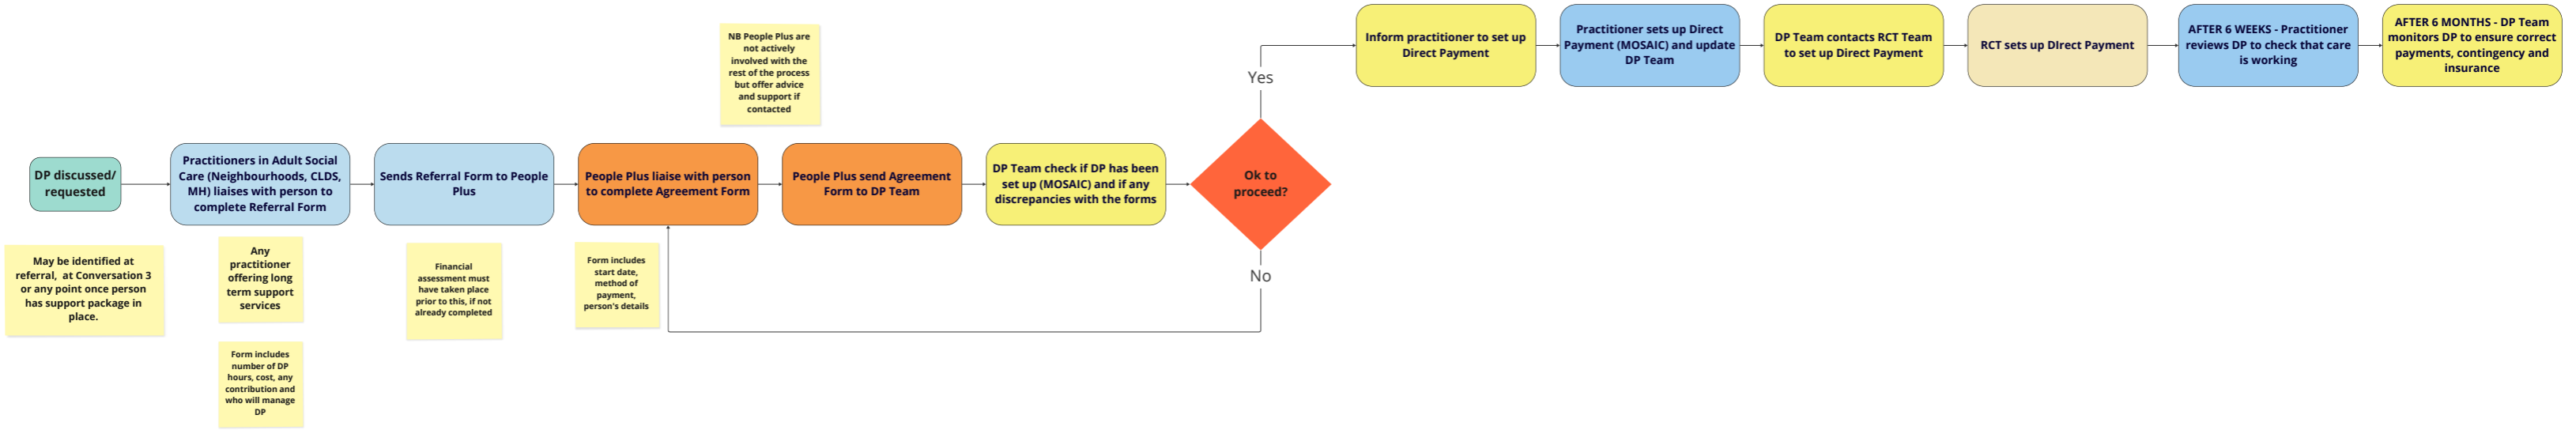 DP discussed/
requested
May be identified at
referral,  at Conversation 3
or any point once person
has support package in
place.
Practitioners in Adult Social
Care (Neighbourhoods, CLDS,
MH) liaises with person to
complete Referral Form
Any
practitioner
offering long
term support
services
Form includes
number of DP
hours, cost, any
contribution and
who will manage
DP
Sends Referral Form to People
Plus
Financial
assessment must
have taken place
prior to this, if not
already completed
People Plus liaise with person
to complete Agreement Form
Form includes
start date,
method of
payment,
person's details
NB People Plus are
not actively
involved with the
rest of the process
but offer advice
and support if
contacted
People Plus send Agreement
Form to DP Team
DP Team check if DP has been
set up (MOSAIC) and if any
discrepancies with the forms
Ok to
proceed?
Yes
No
Inform practitioner to set up
Direct Payment
Practitioner sets up Direct
Payment (MOSAIC) and update
DP Team
DP Team contacts RCT Team
to set up Direct Payment
RCT sets up DIrect Payment
AFTER 6 WEEKS - Practitioner
reviews DP to check that care
is working
AFTER 6 MONTHS - DP Team
monitors DP to ensure correct
payments, contingency and
insurance